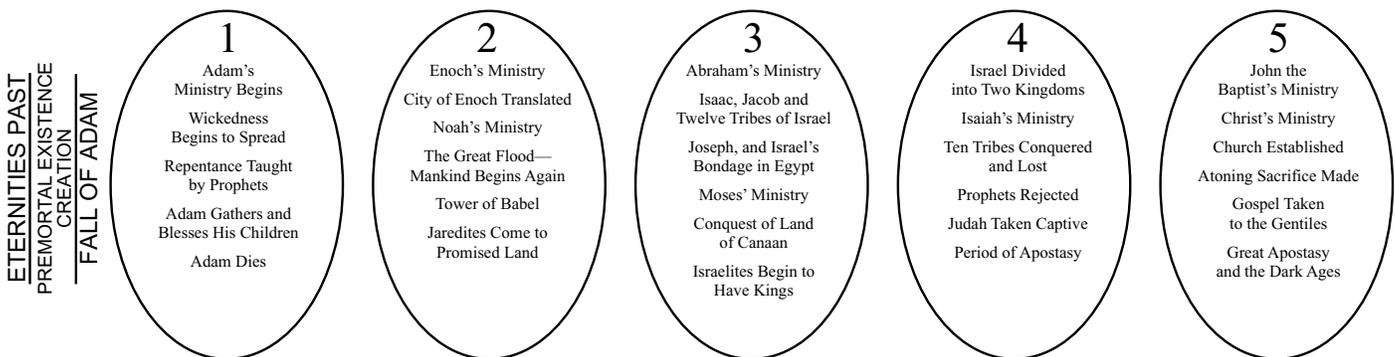 ETERNITIES PAST
PREMORTAL EXISTENCE
CREATION
FALL OF ADAM
1
Adam’s
Ministry Begins
Wickedness
Begins to Spread
Repentance Taught
by Prophets
Adam Gathers and
Blesses His Children
Adam Dies
2
Enoch’s Ministry
City of Enoch Translated
Noah’s Ministry
The Great Flood—
Mankind Begins Again
Tower of Babel
Jaredites Come to
Promised Land
3
Abraham’s Ministry
Isaac, Jacob and
Twelve Tribes of Israel
Joseph, and Israel’s
Bondage in Egypt
Moses’ Ministry
Conquest of Land
of Canaan
Israelites Begin to
Have Kings
4
Israel Divided
into Two Kingdoms
Isaiah’s Ministry
Ten Tribes Conquered
and Lost
Prophets Rejected
Judah Taken Captive
Period of Apostasy
5
John the
Baptist’s Ministry
Christ’s Ministry
Church Established
Atoning Sacrifice Made
Gospel Taken
to the Gentiles
Great Apostasy
and the Dark Ages